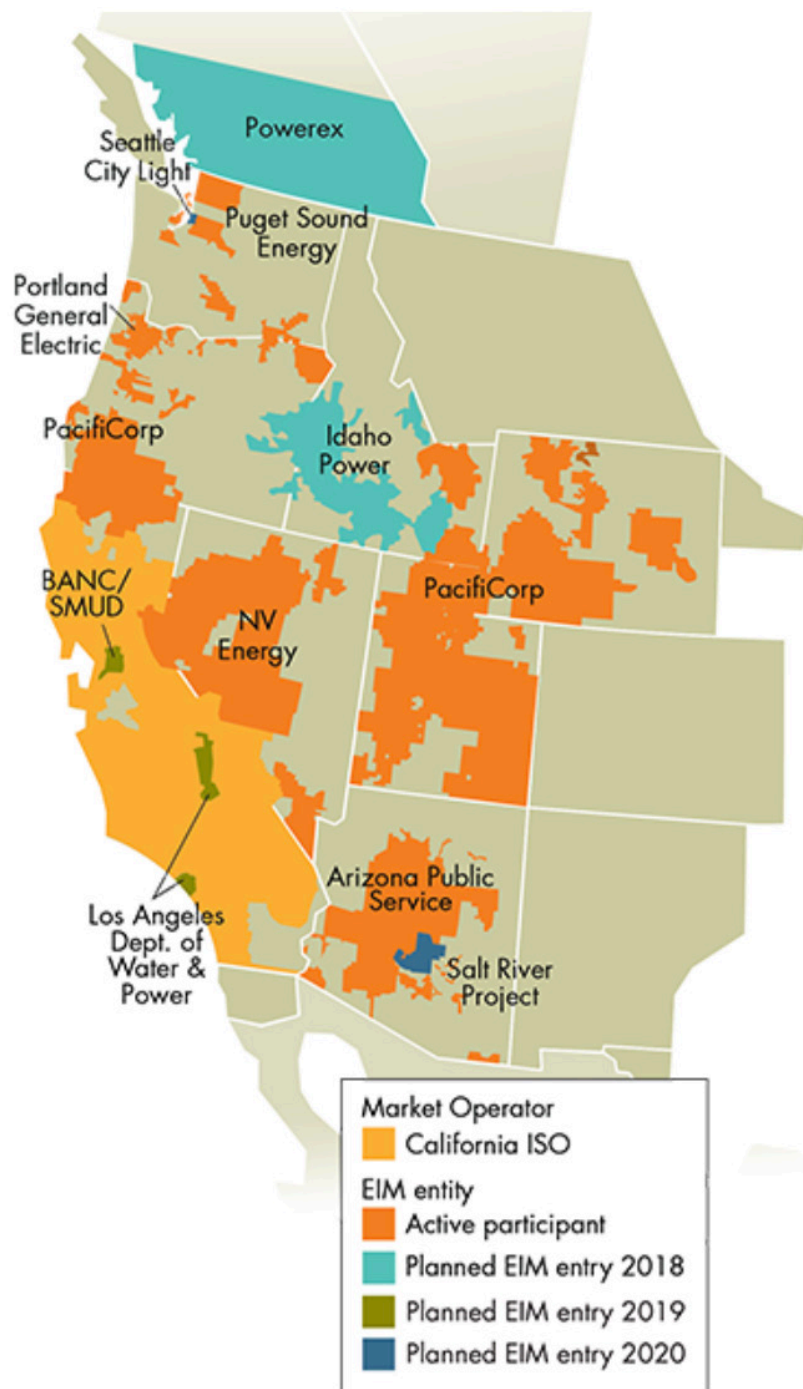 Powerex
Seattle
City Light
Puget Sound
Energy
Portland
General
Electric
PacifiCorp
Idaho
Power
BANC/
SMUD
NV
Energy
PacifiCorp
Arizona Public
Service
Los Angeles
Dept. of
Water &
Power
Salt River
Project
Market Operator
California ISO
EIM entity
Active participant
Planned EIM entry 2018
Planned EIM entry 2019
Planned EIM entry 2020